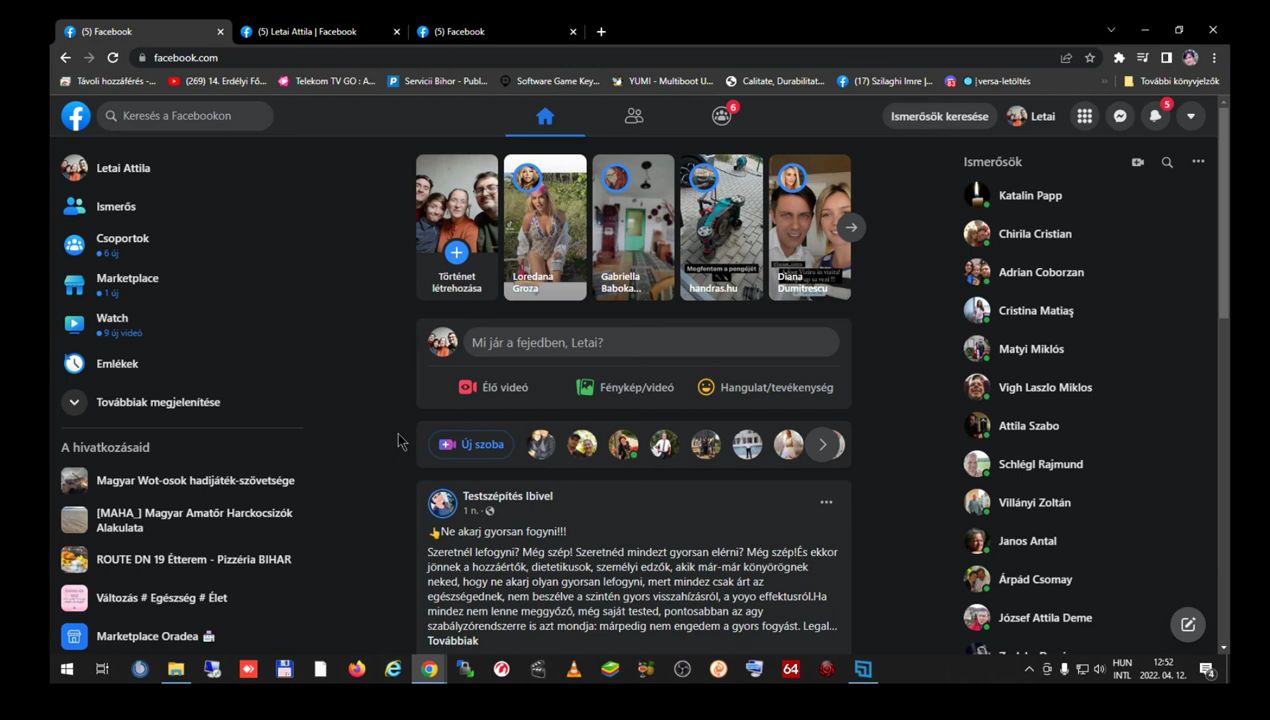 (5) Facebook
(5) Letai Attila | Facebook
(5) Facebook
facebook.com
Távoli hozzáférés -...
(269) 14. Erdélyi Fő...
Telekom TV GO : A...
Servicii Bihor - Publ...
Software Game Key...
YUMI - Multiboot U...
Calitate, Durabilitat...
(17) Szilaghi Imre |...
|versa-letöltés
További könyvjelzők
Keresés a Facebookon
6
Ismerősök keresése
Letai
5
Letai Attila
Ismerős
Csoportok
6 új
Marketplace
1 új
Watch
9 új videó
Emlékek
Továbbiak megjelenítése
A hivatkozásaid
Magyar Wot-osok hadijáték-szövetsége
[MAHA_] Magyar Amatőr Harckocsizók
Alakulata
ROUTE DN 19 Étterem - Pizzéria BIHAR
Változás # Egészség # Élet
Marketplace Oradea
Történet
létrehozása
Loredana
Groza
Gabriella
Baboka...
Megfentem a pengéjét
handras.hu
Diana
Dumitrescu
Mi jár a fejedben, Letai?
Élő videó
Fénykép/videó
Hangulat/tevékenység
Új szoba
Testszépítés Ibivel
1 n. ·
👆Ne akarj gyorsan fogyni!!!
Szeretnél lefogyni? Még szép! Szeretnéd mindezt gyorsan elérni? Még szép!És ekkor
jönnek a hozzáértők, dietetikusok, személyi edzők, akik már-már könyörögnek
neked, hogy ne akarj olyan gyorsan lefogyni, mert mindez csak árt az
egészségednek, nem beszélve a szintén gyors visszahízásról, a yoyo effektusról.Ha
mindez nem lenne meggyőző, még saját tested, pontosabban az agy
szabályzórendszerre is azt mondja: márpedig nem engedem a gyors fogyást. Legal...
Továbbiak
Ismerősök
Katalin Papp
Chirila Cristian
Adrian Coborzan
Cristina Matiaș
Matyi Miklós
Vigh Laszlo Miklos
Attila Szabo
Schlégl Rajmund
Villányi Zoltán
Janos Antal
Árpád Csomay
József Attila Deme
64
HUN
INTL
12:52
2022. 04. 12.
4